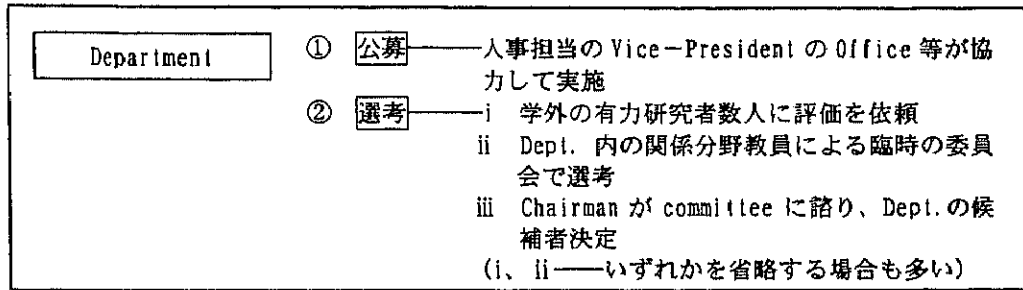 Department
① 公募――人事担当の Vice-President の Office 等が協
力して実施
② 選考――ⅰ 学外の有力研究者数人に評価を依頼
ⅱ Dept. 内の関係分野教員による臨時の委員
会で選考
ⅲ Chairman が committee に諮り、Dept.の候
補者決定
(ⅰ、ⅱ――いずれかを省略する場合も多い)